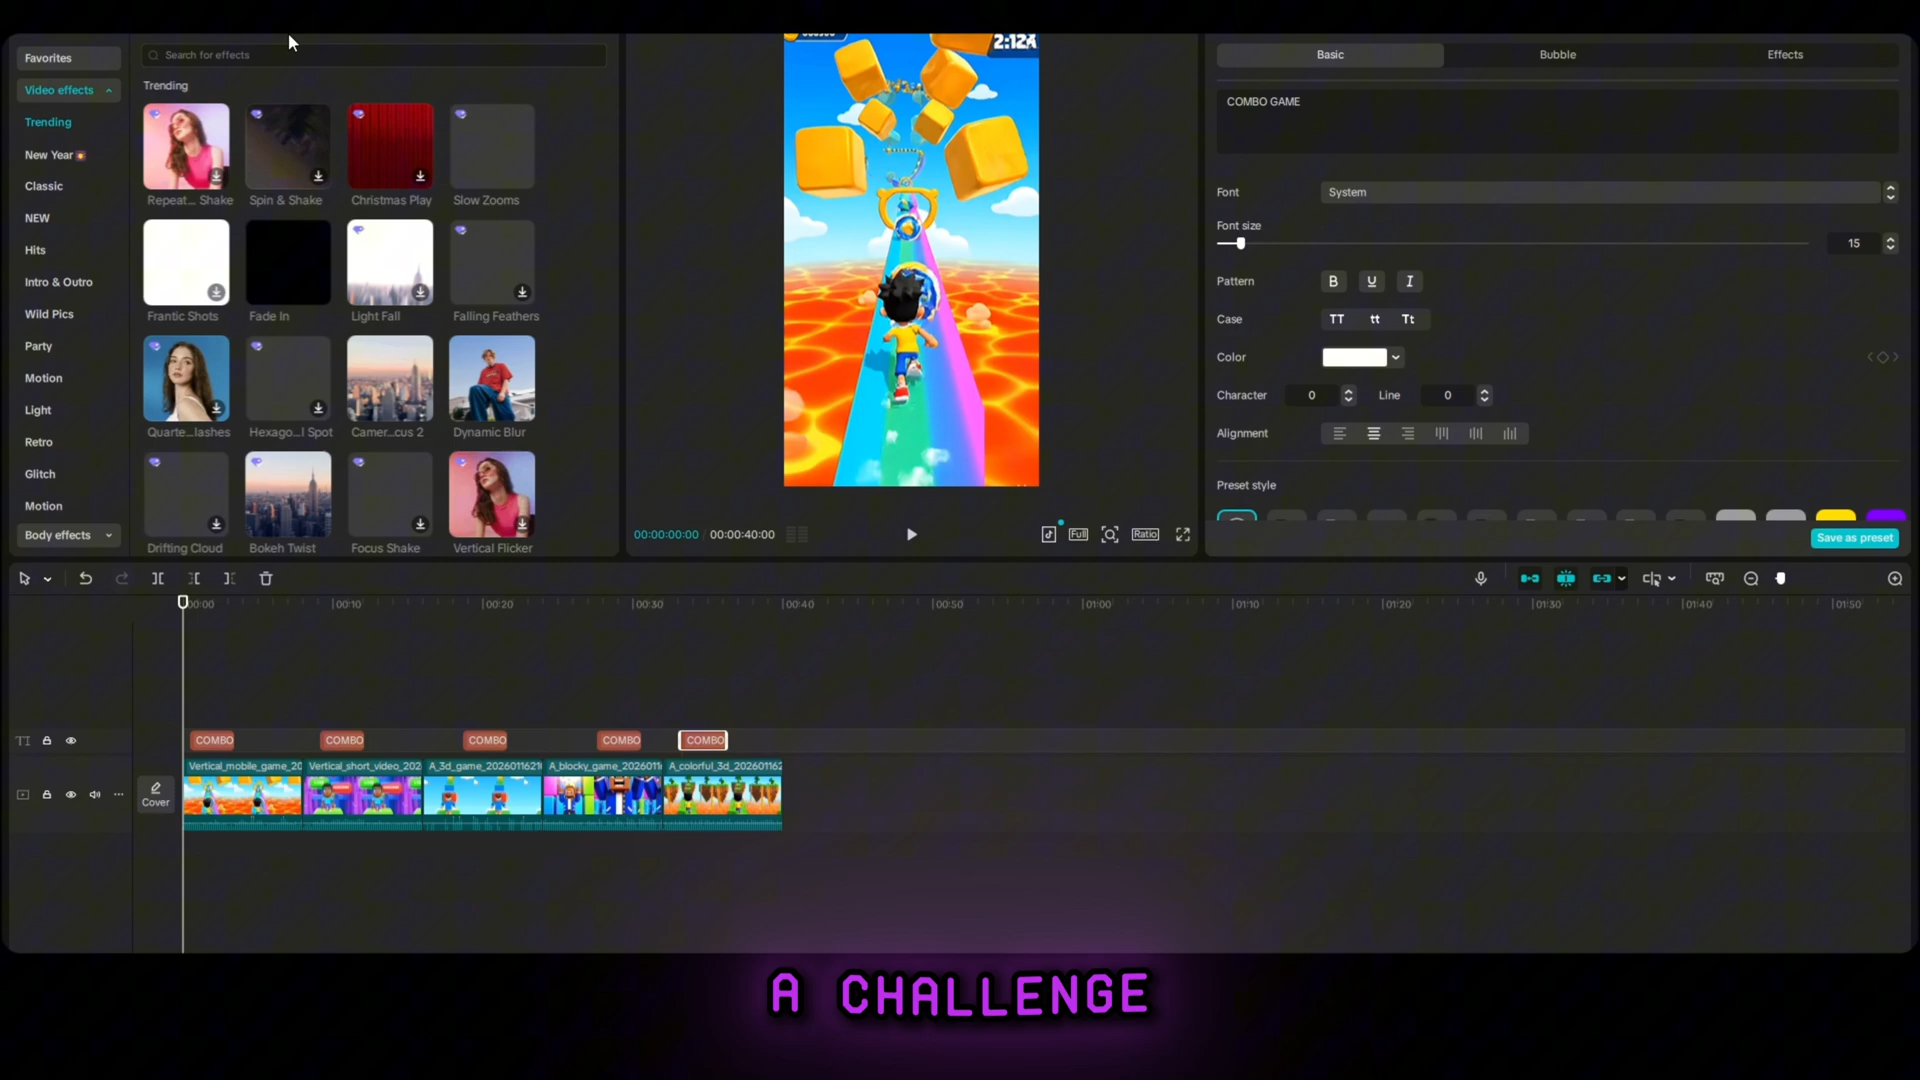 Favorites
Video effects
Trending
New Year
Classic
NEW
Hits
Intro & Outro
Wild Pics
Party
Motion
Light
Retro
Glitch
Motion
Body effects
Search for effects
Trending
Repeat... Shake
Spin & Shake
Christmas Play
Slow Zooms
Frantic Shots
Fade In
Light Fall
Falling Feathers
Quarte...lashes
Hexago...l Spot
Camer...cus 2
Dynamic Blur
Drifting Cloud
Bokeh Twist
Focus Shake
Vertical Flicker
00:00:00:00 / 00:00:40:00
Full
Ratio
Basic
Bubble
Effects
COMBO GAME
Font
System
Font size
15
Pattern
B U I
Case
TT tt Tt
Color
Character
0
Line
0
Alignment
Preset style
Save as preset
00:00 00:10 00:20 00:30 00:40 00:50 01:00 01:10 01:20 01:30 01:40 01:50
TI
COMBO COMBO COMBO COMBO COMBO
Vertical_mobile_game_20
Vertical_short_video_202
A_3d_game_2026011621
A_blocky_game_202601
A_colorful_3d_202601162
Cover
A CHALLENGE